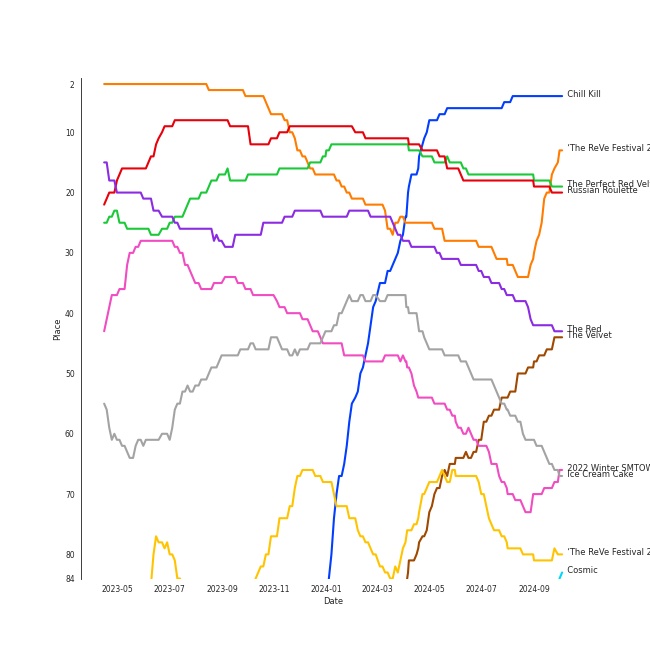 2
10
20
30
40
50
60
70
80
84
Place
2023-05
2023-07
2023-09
2023-11
2024-01
2024-03
2024-05
2024-07
2024-09
Date
Chill Kill
'The ReVe Festival 2
The Perfect Red Vel
Russian Roulette
The Red
The Velvet
2022 Winter SMTOW
Ice Cream Cake
'The ReVe Festival 2
Cosmic